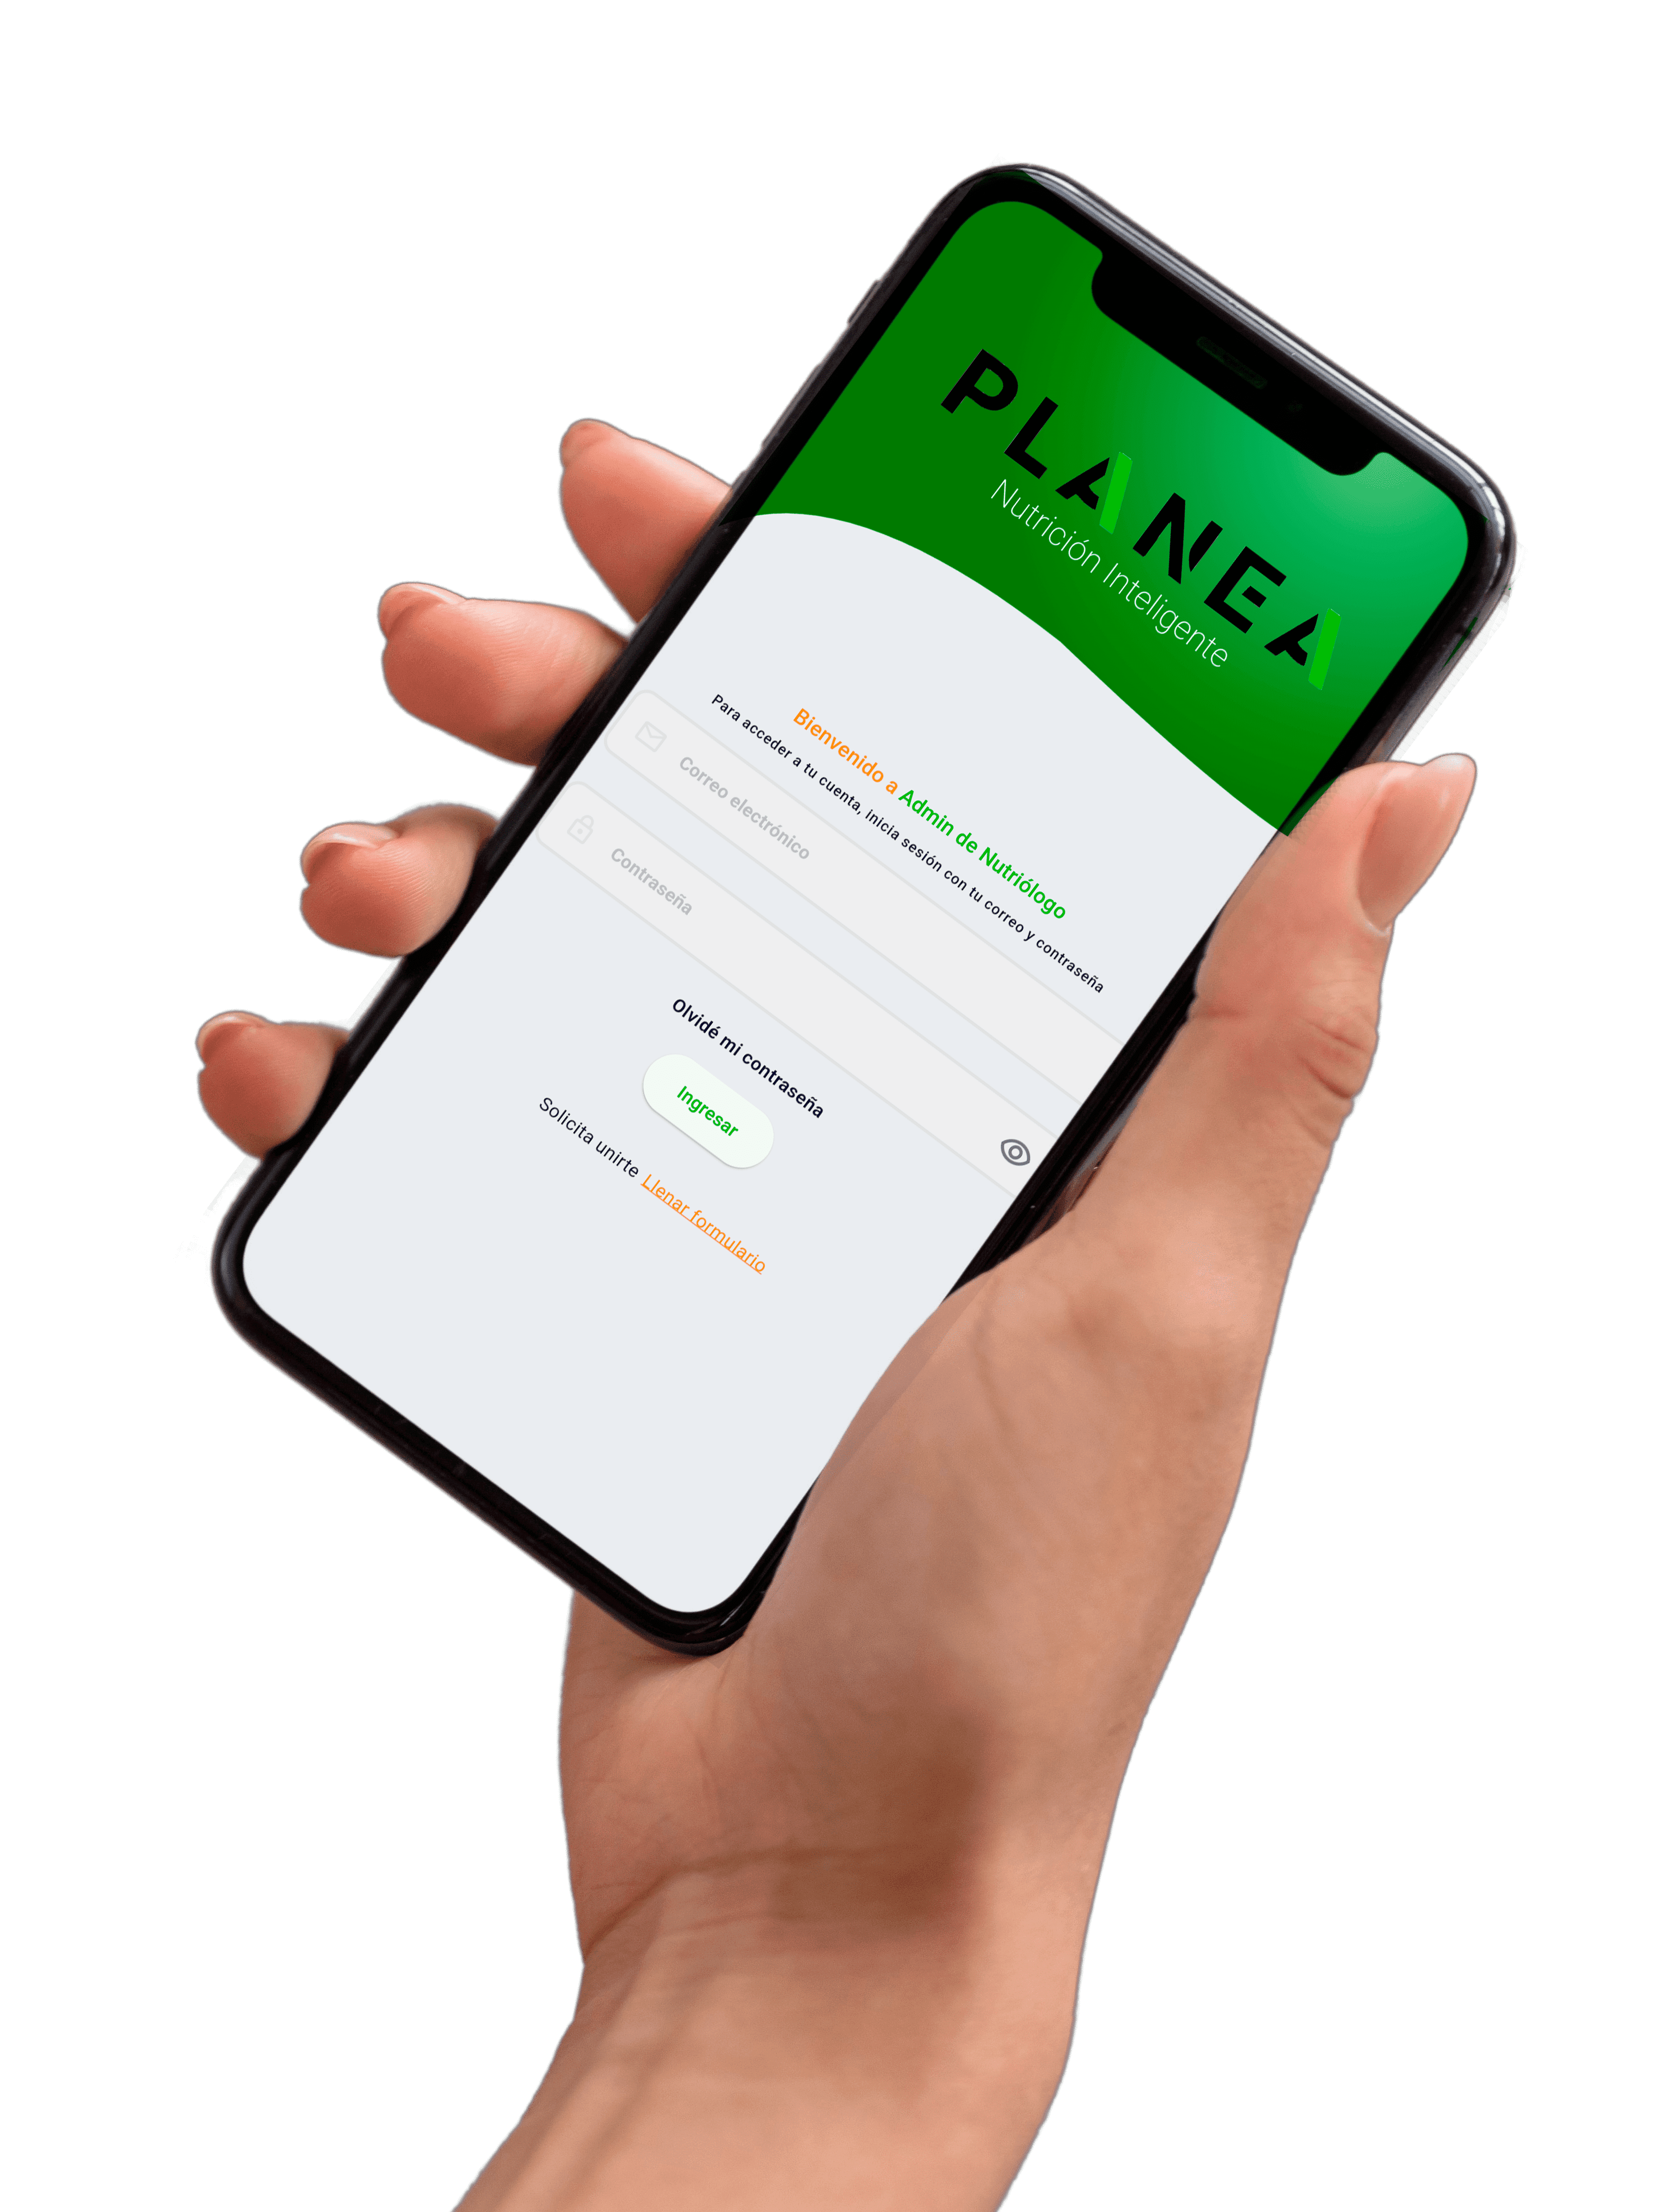 PLANEA
Nutrición Inteligente
Bienvenido a Admin de Nutriólogo
Para acceder a tu cuenta, inicia sesión con tu correo y contraseña
Correo electrónico
Contraseña
Olvidé mi contraseña
Ingresar
Solicita unirte Llenar formulario